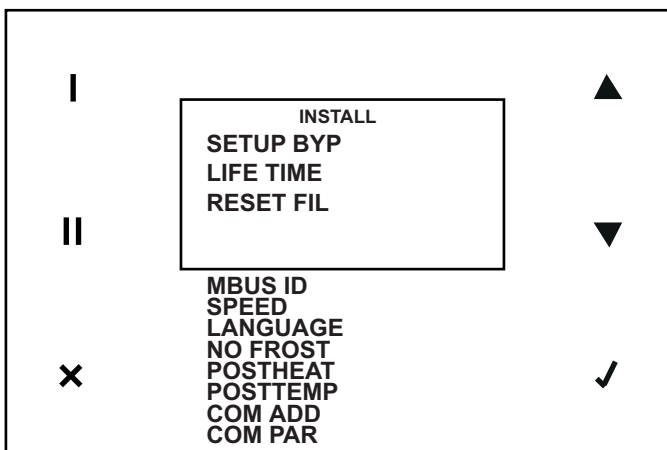 I
INSTALL
SETUP BYP
LIFE TIME
RESET FIL
II
MBUS ID
SPEED
LANGUAGE
NO FROST
POSTHEAT
POSTTEMP
COM ADD
COM PAR